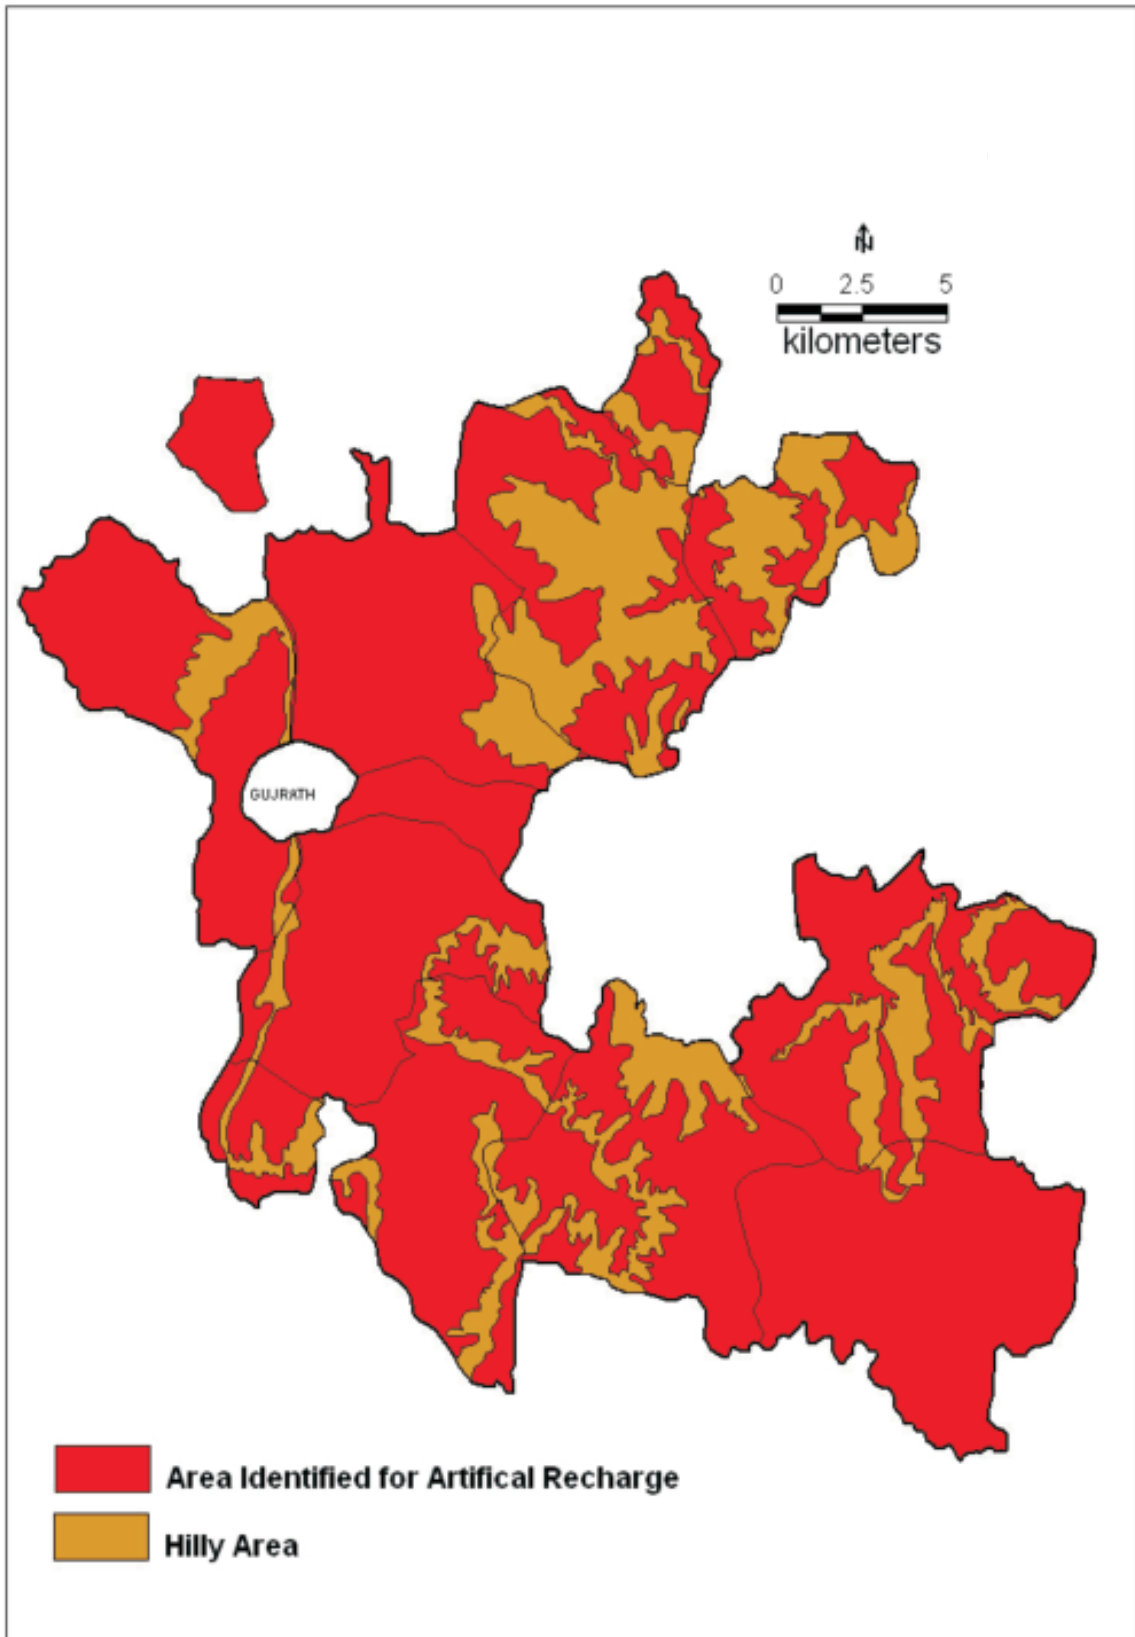 N
0 2.5 5
kilometers
GUJRATH
Area Identified for Artifical Recharge
Hilly Area